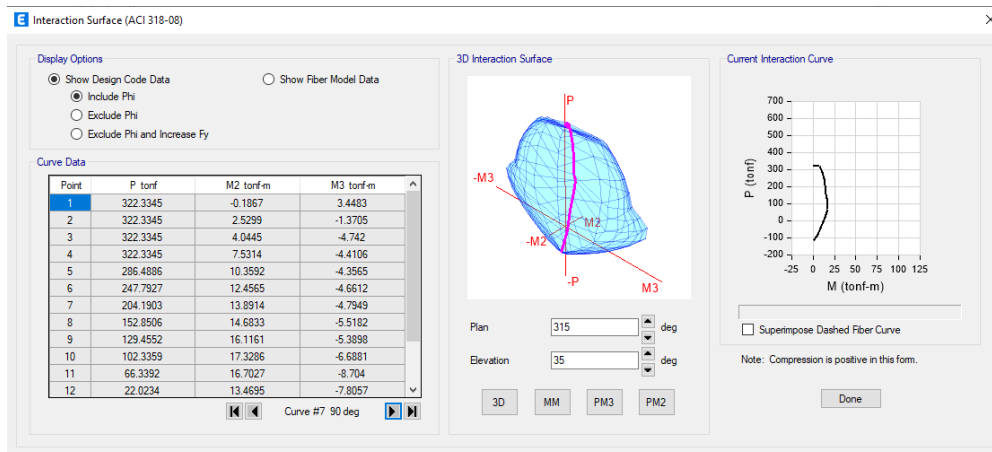 E Interaction Surface (ACI 318-08)
Display Options
Show Design Code Data Show Fiber Model Data
Include Phi
Exclude Phi
Exclude Phi and Increase Fy
Curve Data
Point P tonf M2 tonf-m M3 tonf-m
1 322.3345 -0.1867 3.4483
2 322.3345 2.5299 -1.3705
3 322.3345 4.0445 -4.742
4 322.3345 7.5314 -4.4106
5 286.4886 10.3592 -4.3565
6 247.7927 12.4565 -4.6612
7 204.1903 13.8914 -4.7949
8 152.8506 14.6833 -5.5182
9 129.4552 16.1161 -5.3898
10 102.3359 17.3286 -6.6881
11 66.3392 16.7027 -8.704
12 22.0234 13.4695 -7.8057
Curve #7 90 deg
3D Interaction Surface
P
-M3
M2
-M2
-P
M3
Plan 315 deg
Elevation 35 deg
3D MM PM3 PM2
Current Interaction Curve
700
600
500
400
300
200
100
0
-100
-200
P (tonf)
-25 0 25 50 75 100 125
M (tonf-m)
Superimpose Dashed Fiber Curve
Note: Compression is positive in this form.
Done